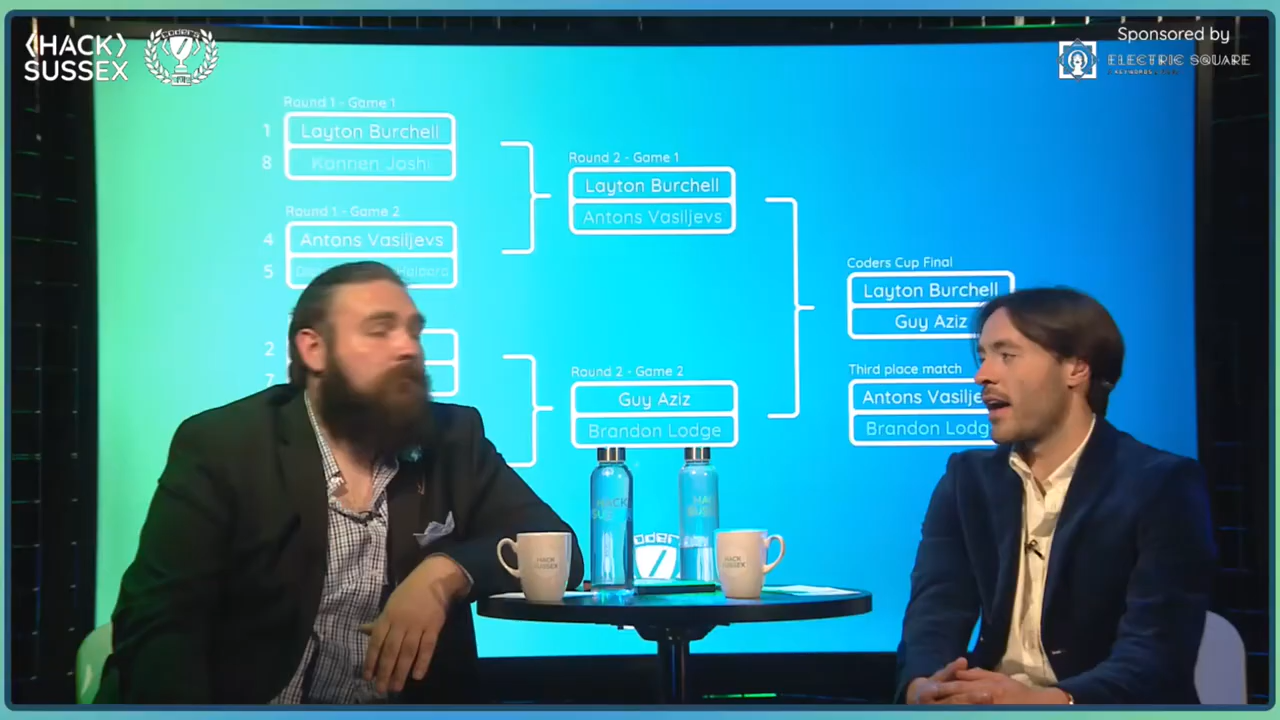 ⟨HACK⟩
SUSSEX
Coders
Sponsored by
ELECTRIC SQUARE
Round 1 - Game 1
1 Layton Burchell
8 Kannen Joshi
Round 1 - Game 2
4 Antons Vasiljevs
5
2
7
Round 2 - Game 1
Layton Burchell
Antons Vasiljevs
Round 2 - Game 2
Guy Aziz
Brandon Lodge
Coders Cup Final
Layton Burchell
Guy Aziz
Third place match
Antons Vasilje
Brandon Lodg
HACK
SUSSEX
HACK
SUSSEX